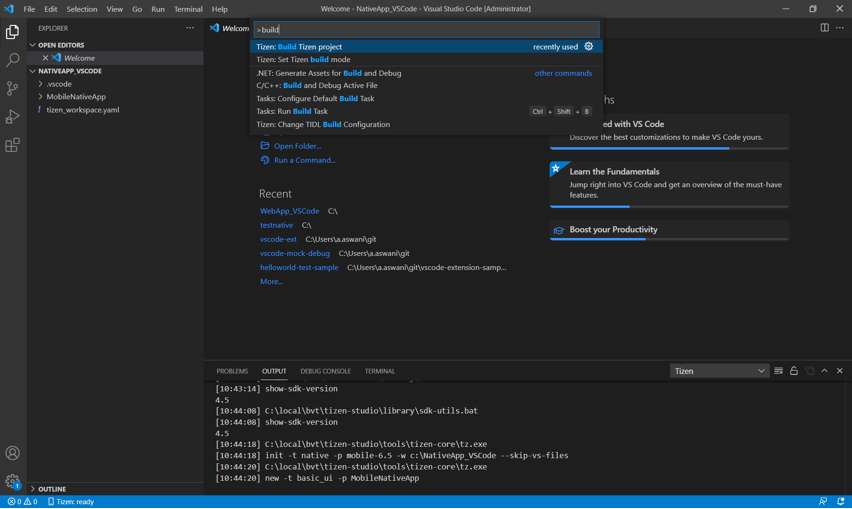 File Edit Selection View Go Run Terminal Help
Welcome - NativeApp_VSCode - Visual Studio Code [Administrator]
EXPLORER
OPEN EDITORS
Welcome
NATIVEAPP_VSCODE
.vscode
MobileNativeApp
! tizen_workspace.yaml
OUTLINE
Welcom
>build
Tizen: Build Tizen project recently used
Tizen: Set Tizen build mode
.NET: Generate Assets for Build and Debug other commands
C/C++: Build and Debug Active File
Tasks: Configure Default Build Task
Tasks: Run Build Task Ctrl + Shift + B
Tizen: Change TIDL Build Configuration
Open Folder...
Run a Command...
Recent
WebApp_VSCode C:\
testnative C:\
vscode-ext C:\Users\a.aswani\git
vscode-mock-debug C:\Users\a.aswani\git
helloworld-test-sample C:\Users\a.aswani\git\vscode-extension-samp...
More...
hs
ed with VS Code
Discover the best customizations to make VS Code yours.
Learn the Fundamentals
Jump right into VS Code and get an overview of the must-have
features.
Boost your Productivity
PROBLEMS OUTPUT DEBUG CONSOLE TERMINAL
Tizen
[10:43:14] show-sdk-version
4.5
[10:44:08] C:\local\bvt\tizen-studio\library\sdk-utils.bat
[10:44:08] show-sdk-version
4.5
[10:44:18] C:\local\bvt\tizen-studio\tools\tizen-core\tz.exe
[10:44:18] init -t native -p mobile-6.5 -w c:\NativeApp_VSCode --skip-vs-files
[10:44:20] C:\local\bvt\tizen-studio\tools\tizen-core\tz.exe
[10:44:20] new -t basic_ui -p MobileNativeApp
1
0 0 Tizen: ready